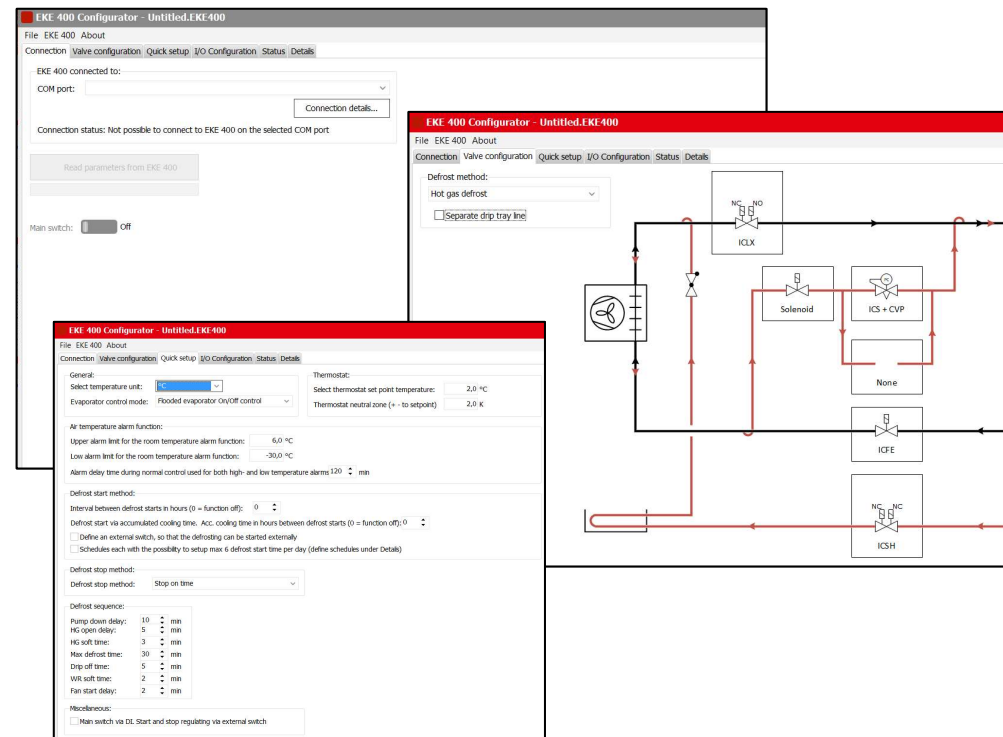 EKE 400 Configurator - Untitled.EKE400
File EKE 400 About
Connection Valve configuration Quick setup I/O Configuration Status Details
EKE 400 connected to:
COM port:
Connection details...
Connection status: Not possible to connect to EKE 400 on the selected COM port
Read parameters from EKE 400
Main switch: Off
EKE 400 Configurator - Untitled.EKE400
File EKE 400 About
Connection Valve configuration Quick setup I/O Configuration Status Details
Defrost method:
Hot gas defrost
Separate drip tray line
NC NO
ICLX
Solenoid
PC
ICS + CVP
None
ICFE
NC NC
ICSH
EKE 400 Configurator - Untitled.EKE400
File EKE 400 About
Connection Valve configuration Quick setup I/O Configuration Status Details
General:
Select temperature unit: °C
Evaporator control mode: Flooded evaporator On/Off control
Thermostat:
Select thermostat set point temperature: 2,0 °C
Thermostat neutral zone (+ - to setpoint) 2,0 K
Air temperature alarm function:
Upper alarm limit for the room temperature alarm function: 6,0 °C
Low alarm limit for the room temperature alarm function: -30,0 °C
Alarm delay time during normal control used for both high- and low temperature alarms 120 min
Defrost start method:
Interval between defrost starts in hours (0 = function off): 0
Defrost start via accumulated cooling time. Acc. cooling time in hours between defrost starts (0 = function off): 0
Define an external switch, so that the defrosting can be started externally
Schedules each with the possibility to setup max 6 defrost start time per day (define schedules under Details)
Defrost stop method:
Defrost stop method: Stop on time
Defrost sequence:
Pump down delay: 10 min
HG open delay: 5 min
HG soft time: 3 min
Max defrost time: 30 min
Drip off time: 5 min
WR soft time: 2 min
Fan start delay: 2 min
Miscellaneous:
Main switch via DI. Start and stop regulating via external switch